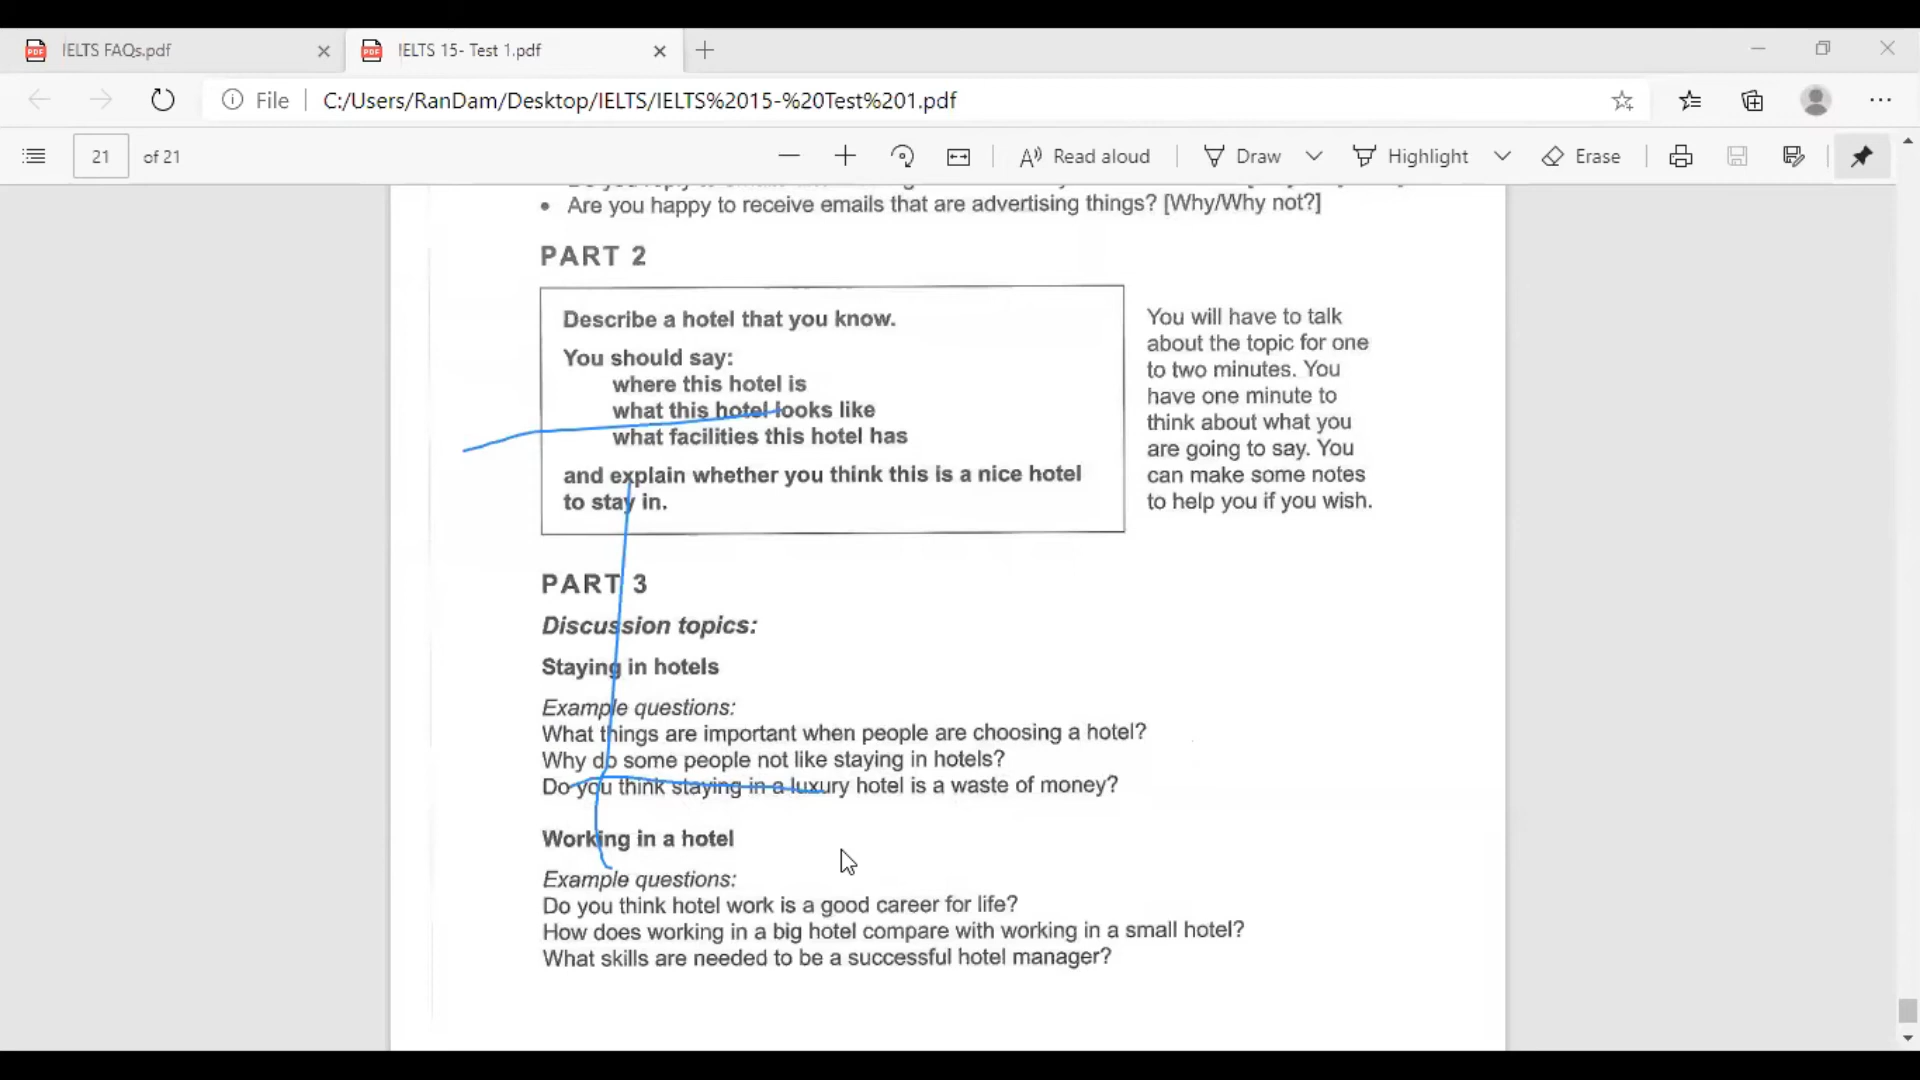 IELTS FAQs.pdf
IELTS 15- Test 1.pdf
File
C:/Users/RanDam/Desktop/IELTS/IELTS%2015-%20Test%201.pdf
21 of 21
Read aloud
Draw
Highlight
Erase
• Are you happy to receive emails that are advertising things? [Why/Why not?]
PART 2
Describe a hotel that you know.
You should say:
where this hotel is
what this hotel looks like
what facilities this hotel has
and explain whether you think this is a nice hotel
to stay in.
You will have to talk
about the topic for one
to two minutes. You
have one minute to
think about what you
are going to say. You
can make some notes
to help you if you wish.
PART 3
Discussion topics:
Staying in hotels
Example questions:
What things are important when people are choosing a hotel?
Why do some people not like staying in hotels?
Do you think staying in a luxury hotel is a waste of money?
Working in a hotel
Example questions:
Do you think hotel work is a good career for life?
How does working in a big hotel compare with working in a small hotel?
What skills are needed to be a successful hotel manager?